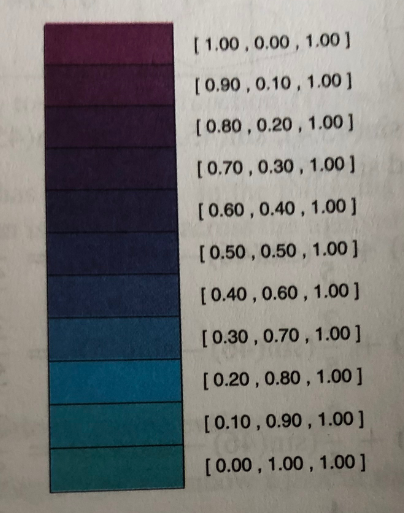 [ 1.00 , 0.00 , 1.00 ]
[ 0.90 , 0.10 , 1.00 ]
[ 0.80 , 0.20 , 1.00 ]
[ 0.70 , 0.30 , 1.00 ]
[ 0.60 , 0.40 , 1.00 ]
[ 0.50 , 0.50 , 1.00 ]
[ 0.40 , 0.60 , 1.00 ]
[ 0.30 , 0.70 , 1.00 ]
[ 0.20 , 0.80 , 1.00 ]
[ 0.10 , 0.90 , 1.00 ]
[ 0.00 , 1.00 , 1.00 ]